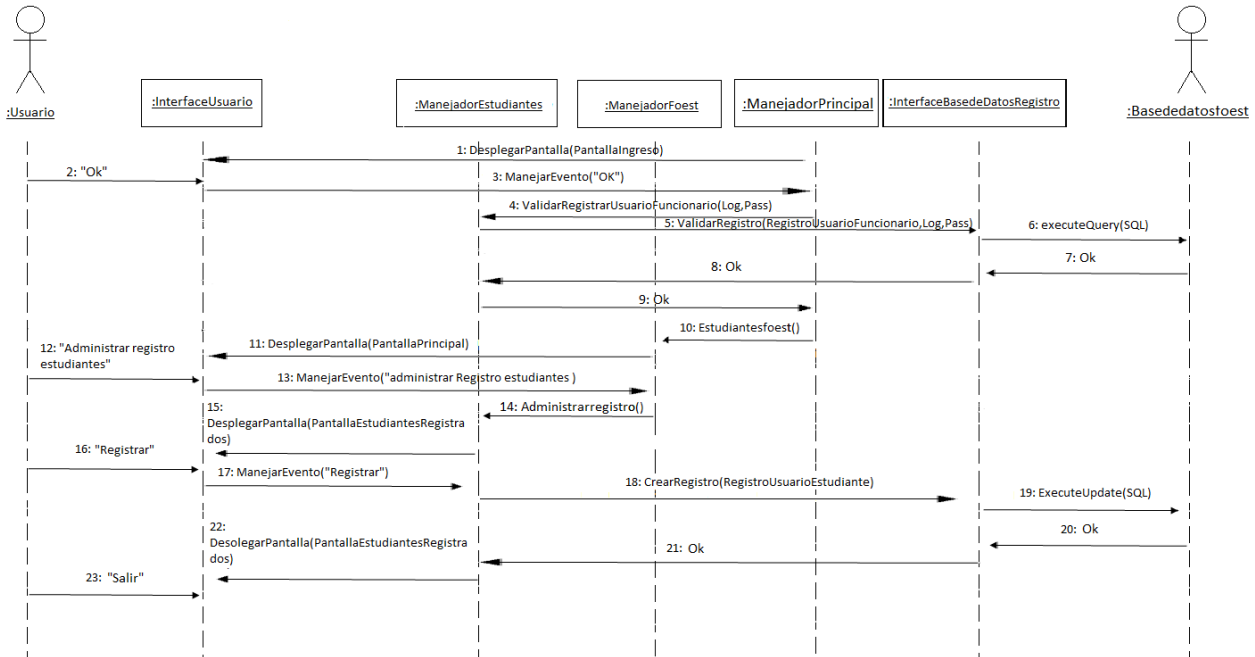 :Usuario
:InterfaceUsuario
:ManejadorEstudiantes
:ManejadorFoest
:ManejadorPrincipal
:InterfaceBasedeDatosRegistro
:Basededatosfoest
1: DesplegarPantalla(PantallaIngreso)
2: "Ok"
3: ManejarEvento("OK")
4: ValidarRegistrarUsuarioFuncionario(Log,Pass)
5: ValidarRegistro(RegistroUsuarioFuncionario,Log,Pass)
6: executeQuery(SQL)
7: Ok
8: Ok
9: Ok
10: Estudiantesfoest()
11: DesplegarPantalla(PantallaPrincipal)
12: "Administrar registro
estudiantes"
13: ManejarEvento("administrar Registro estudiantes )
14: Administrarregistro()
15:
DesplegarPantalla(PantallaEstudiantesRegistra
dos)
16: "Registrar"
17: ManejarEvento("Registrar")
18: CrearRegistro(RegistroUsuarioEstudiante)
19: ExecuteUpdate(SQL)
20: Ok
21: Ok
22:
DesolegarPantalla(PantallaEstudiantesRegistra
dos)
23: "Salir"